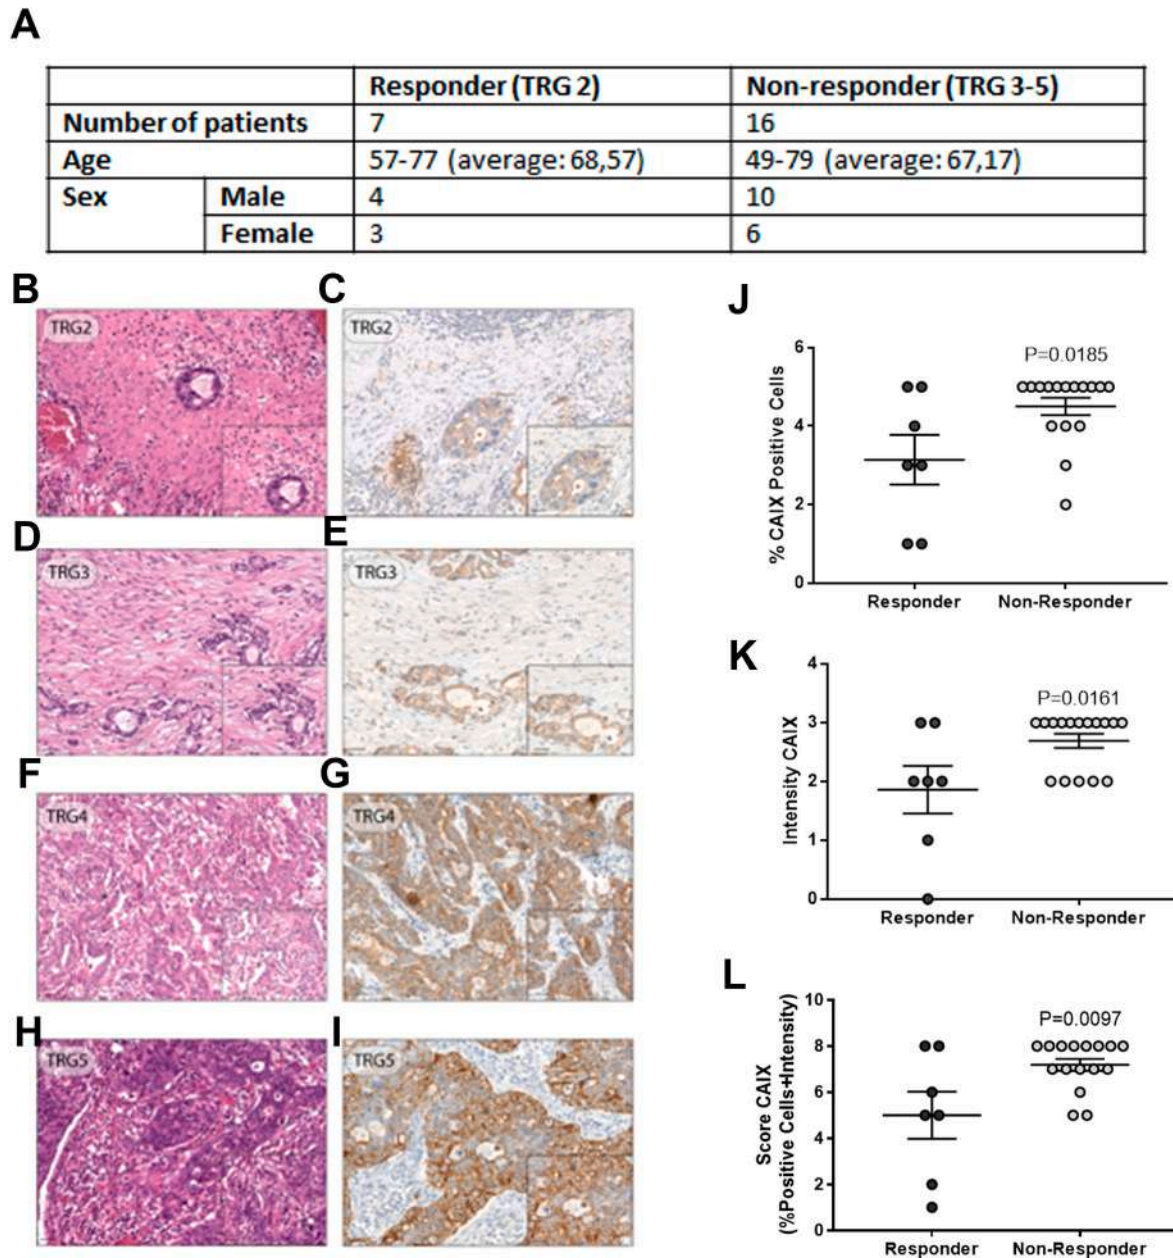 A
Responder (TRG 2) Non-responder (TRG 3-5)
Number of patients 7 16
Age 57-77 (average: 68,57) 49-79 (average: 67,17)
Sex Male 4 10
Female 3 6
B
TRG2
C
TRG2
D
TRG3
E
TRG3
F
TRG4
G
TRG4
H
TRG5
I
TRG5
J
P=0.0185
% CAIX Positive Cells
6
4
2
0
Responder Non-Responder
K
P=0.0161
Intensity CAIX
4
3
2
1
0
Responder Non-Responder
L
P=0.0097
Score CAIX
(%Positive Cells+Intensity)
10
8
6
4
2
0
Responder Non-Responder